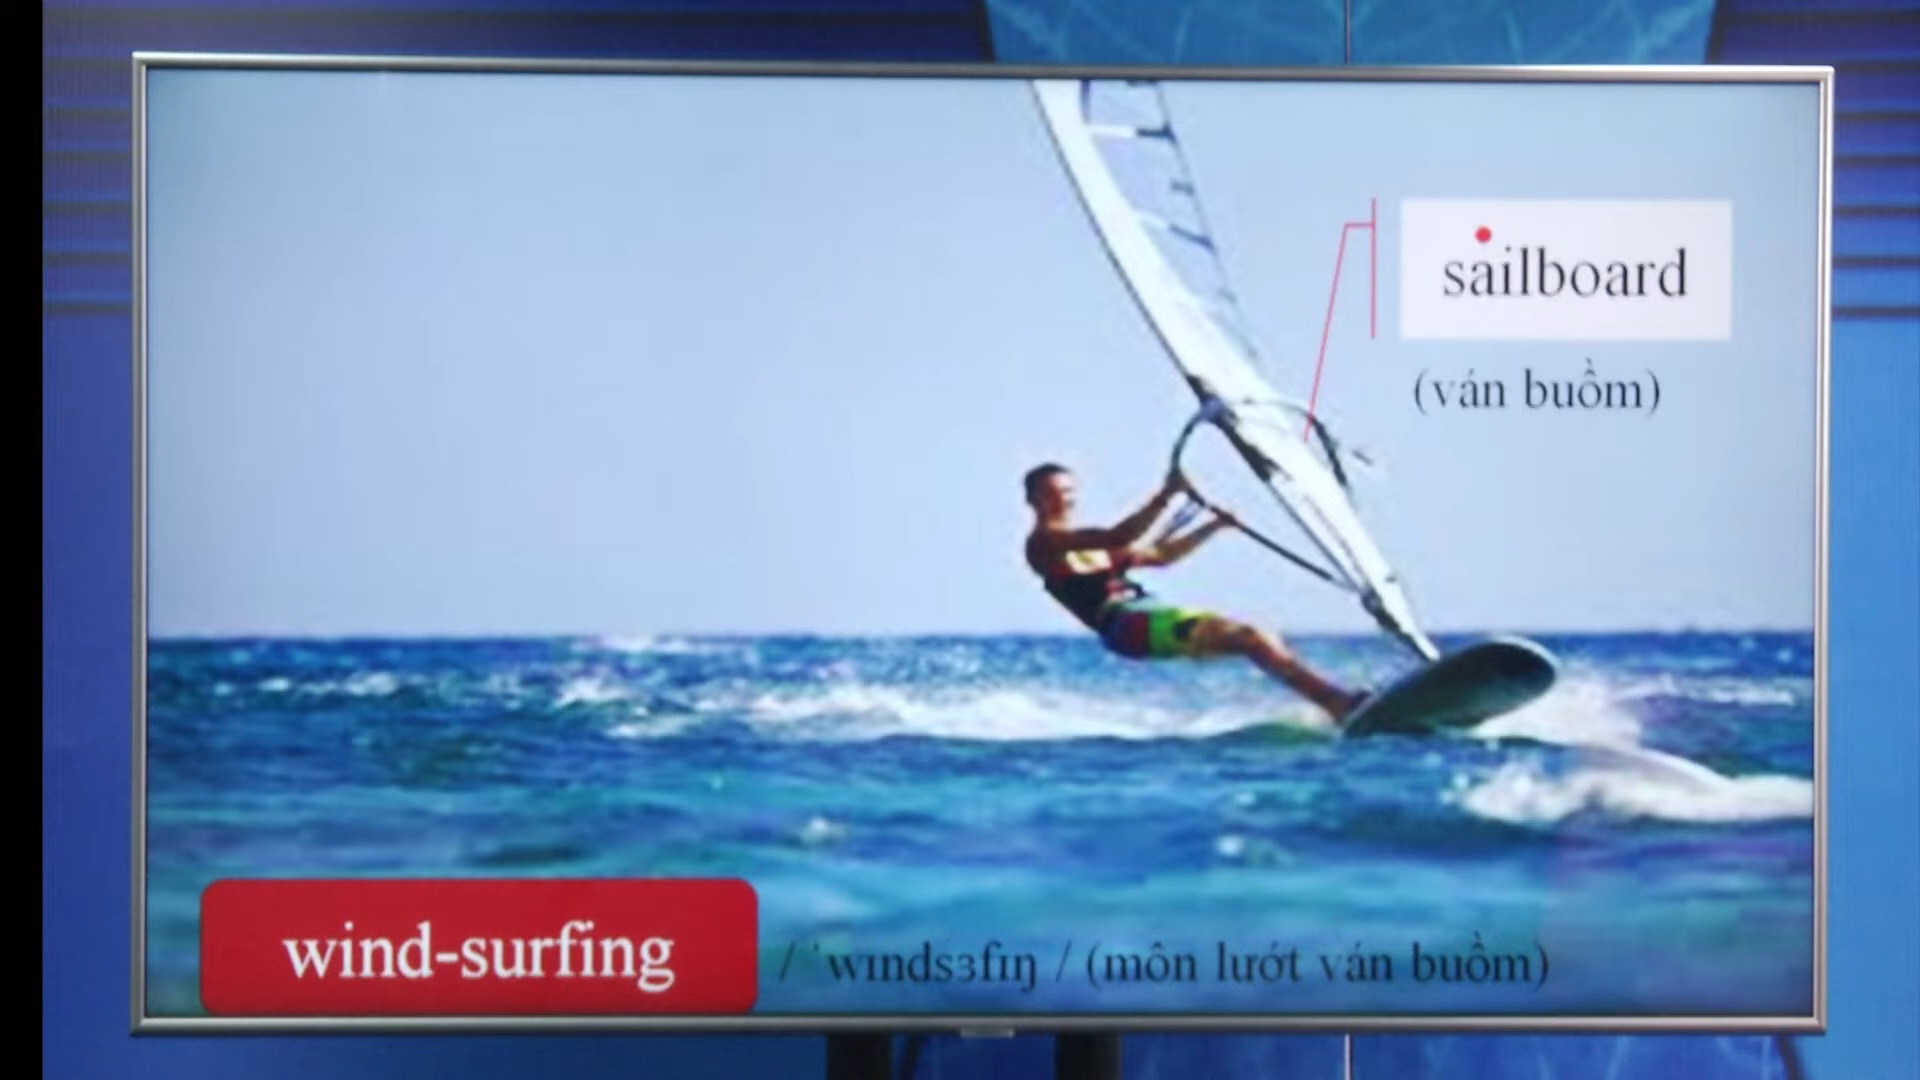 sailboard
(ván buồm)
wind-surfing / ˈwɪndsɜfɪŋ / (môn lướt ván buồm)